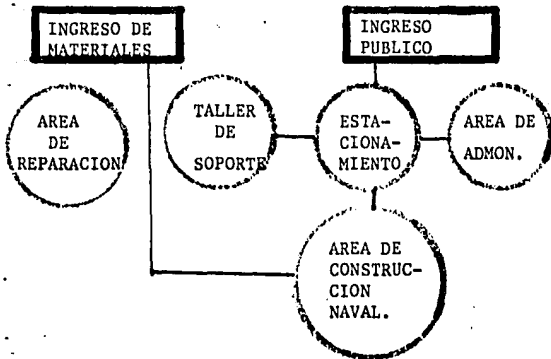 INGRESO DE
MATERIALES
INGRESO
PUBLICO
AREA
DE
REPARACION
TALLER
DE
SOPORTE
ESTA-
CIONA-
MIENTO
AREA DE
ADMON.
AREA DE
CONSTRUC-
CION
NAVAL.